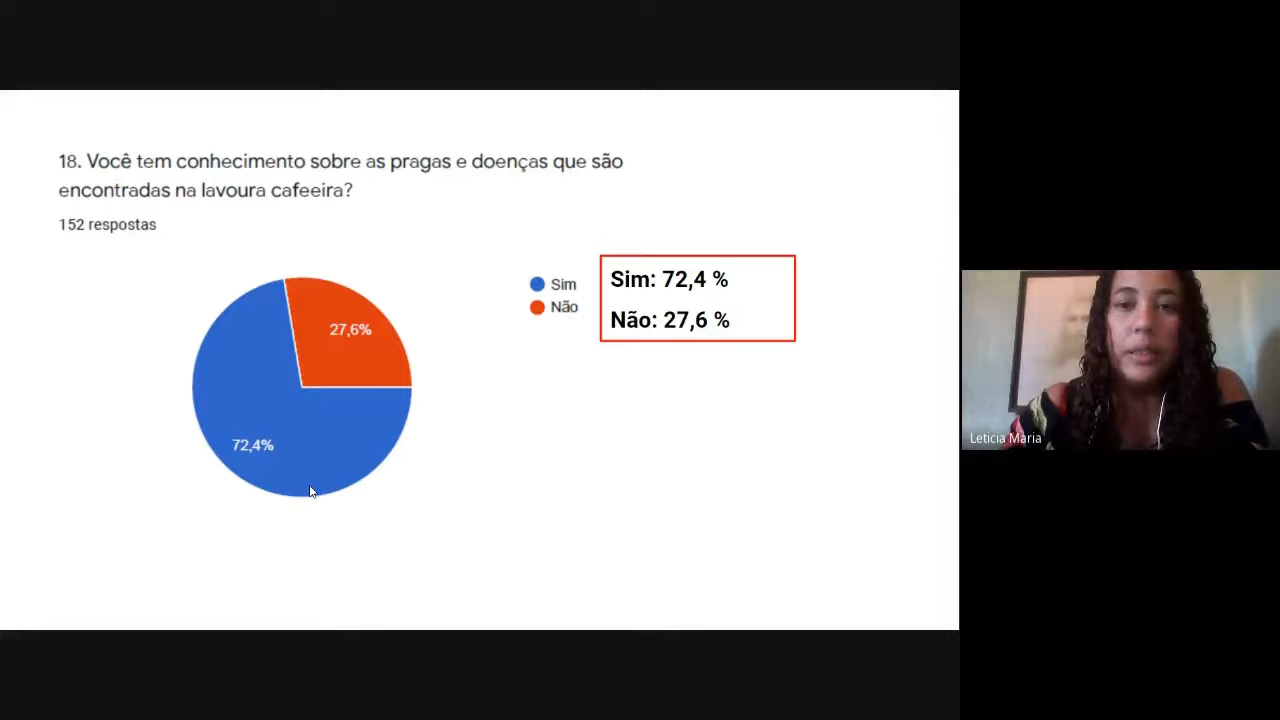 18. Você tem conhecimento sobre as pragas e doenças que são
encontradas na lavoura cafeeira?
152 respostas
Sim
Não
Sim: 72,4 %
Não: 27,6 %
27,6%
72,4%
Leticia Maria